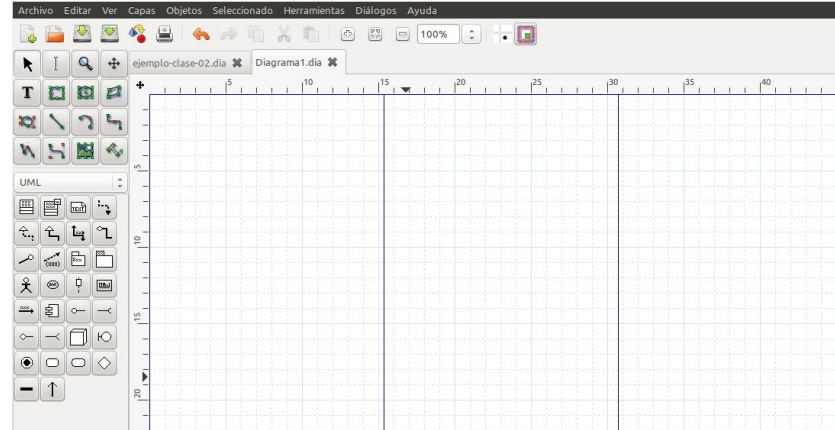 Archivo Editar Ver Capas Objetos Seleccionado Herramientas Diálogos Ayuda
100%
ejemplo-clase-02.dia Diagrama1.dia
5 10 15 20 25 30 35 40
T
UML
5
10
15
20
TEXT